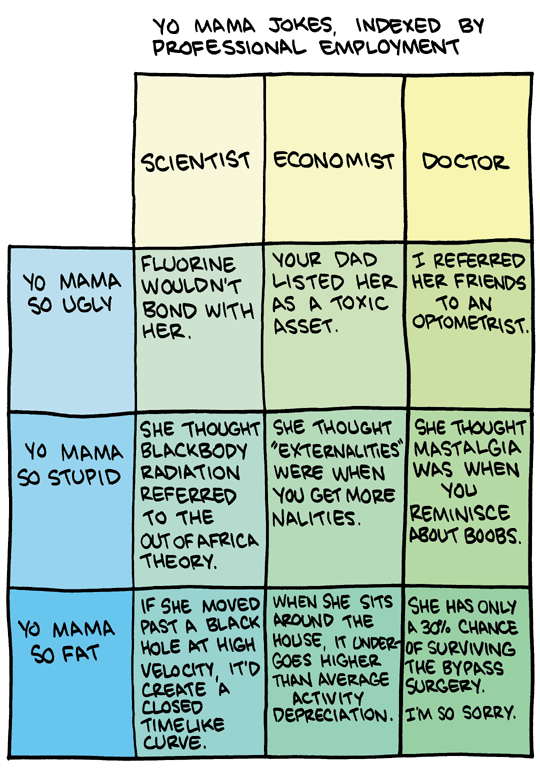 YO MAMA JOKES, INDEXED BY
PROFESSIONAL EMPLOYMENT
SCIENTIST
ECONOMIST
DOCTOR
YO MAMA
SO UGLY
FLUORINE
WOULDN'T
BOND WITH
HER.
YOUR DAD
LISTED HER
AS A TOXIC
ASSET.
I REFERRED
HER FRIENDS
TO AN
OPTOMETRIST.
YO MAMA
SO STUPID
SHE THOUGHT
BLACKBODY
RADIATION
REFERRED
TO THE
OUT OF AFRICA
THEORY.
SHE THOUGHT
"EXTERNALITIES"
WERE WHEN
YOU GET MORE
NALITIES.
SHE THOUGHT
MASTALGIA
WAS WHEN
YOU
REMINISCE
ABOUT BOOBS.
YO MAMA
SO FAT
IF SHE MOVED
PAST A BLACK
HOLE AT HIGH
VELOCITY, IT'D
CREATE A
CLOSED
TIMELIKE
CURVE.
WHEN SHE SITS
AROUND THE
HOUSE, IT UNDER-
GOES HIGHER
THAN AVERAGE
ACTIVITY
DEPRECIATION.
SHE HAS ONLY
A 30% CHANCE
OF SURVIVING
THE BYPASS
SURGERY.
I'M SO SORRY.